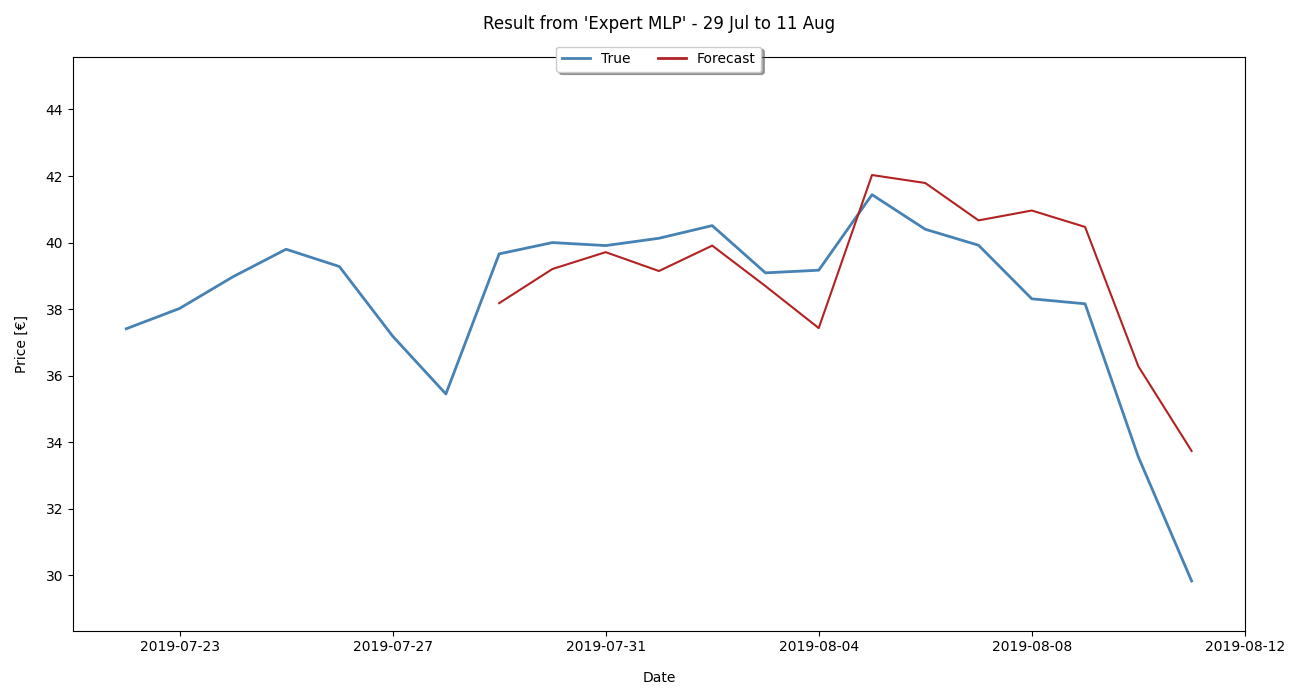 Result from 'Expert MLP' - 29 Jul to 11 Aug
True Forecast
44
42
40
38
36
34
32
30
Price [€]
2019-07-23 2019-07-27 2019-07-31 2019-08-04 2019-08-08 2019-08-12
Date